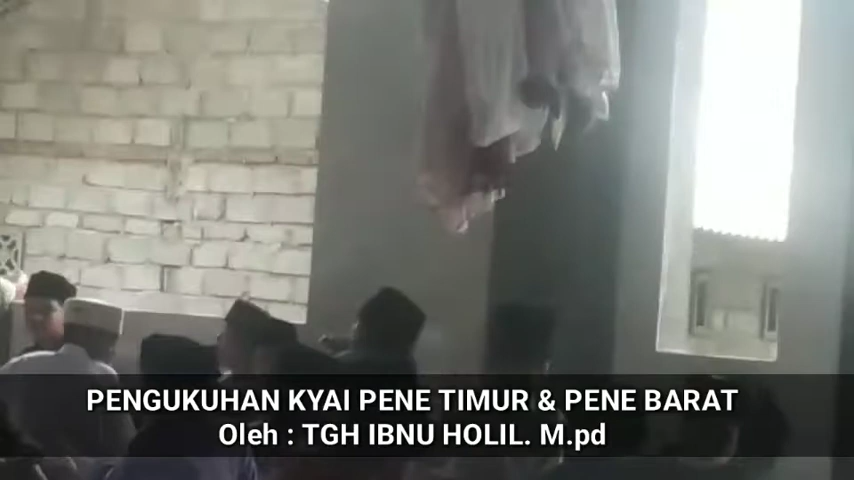 PENGUKUHAN KYAI PENE TIMUR & PENE BARAT
Oleh : TGH IBNU HOLIL. M.pd